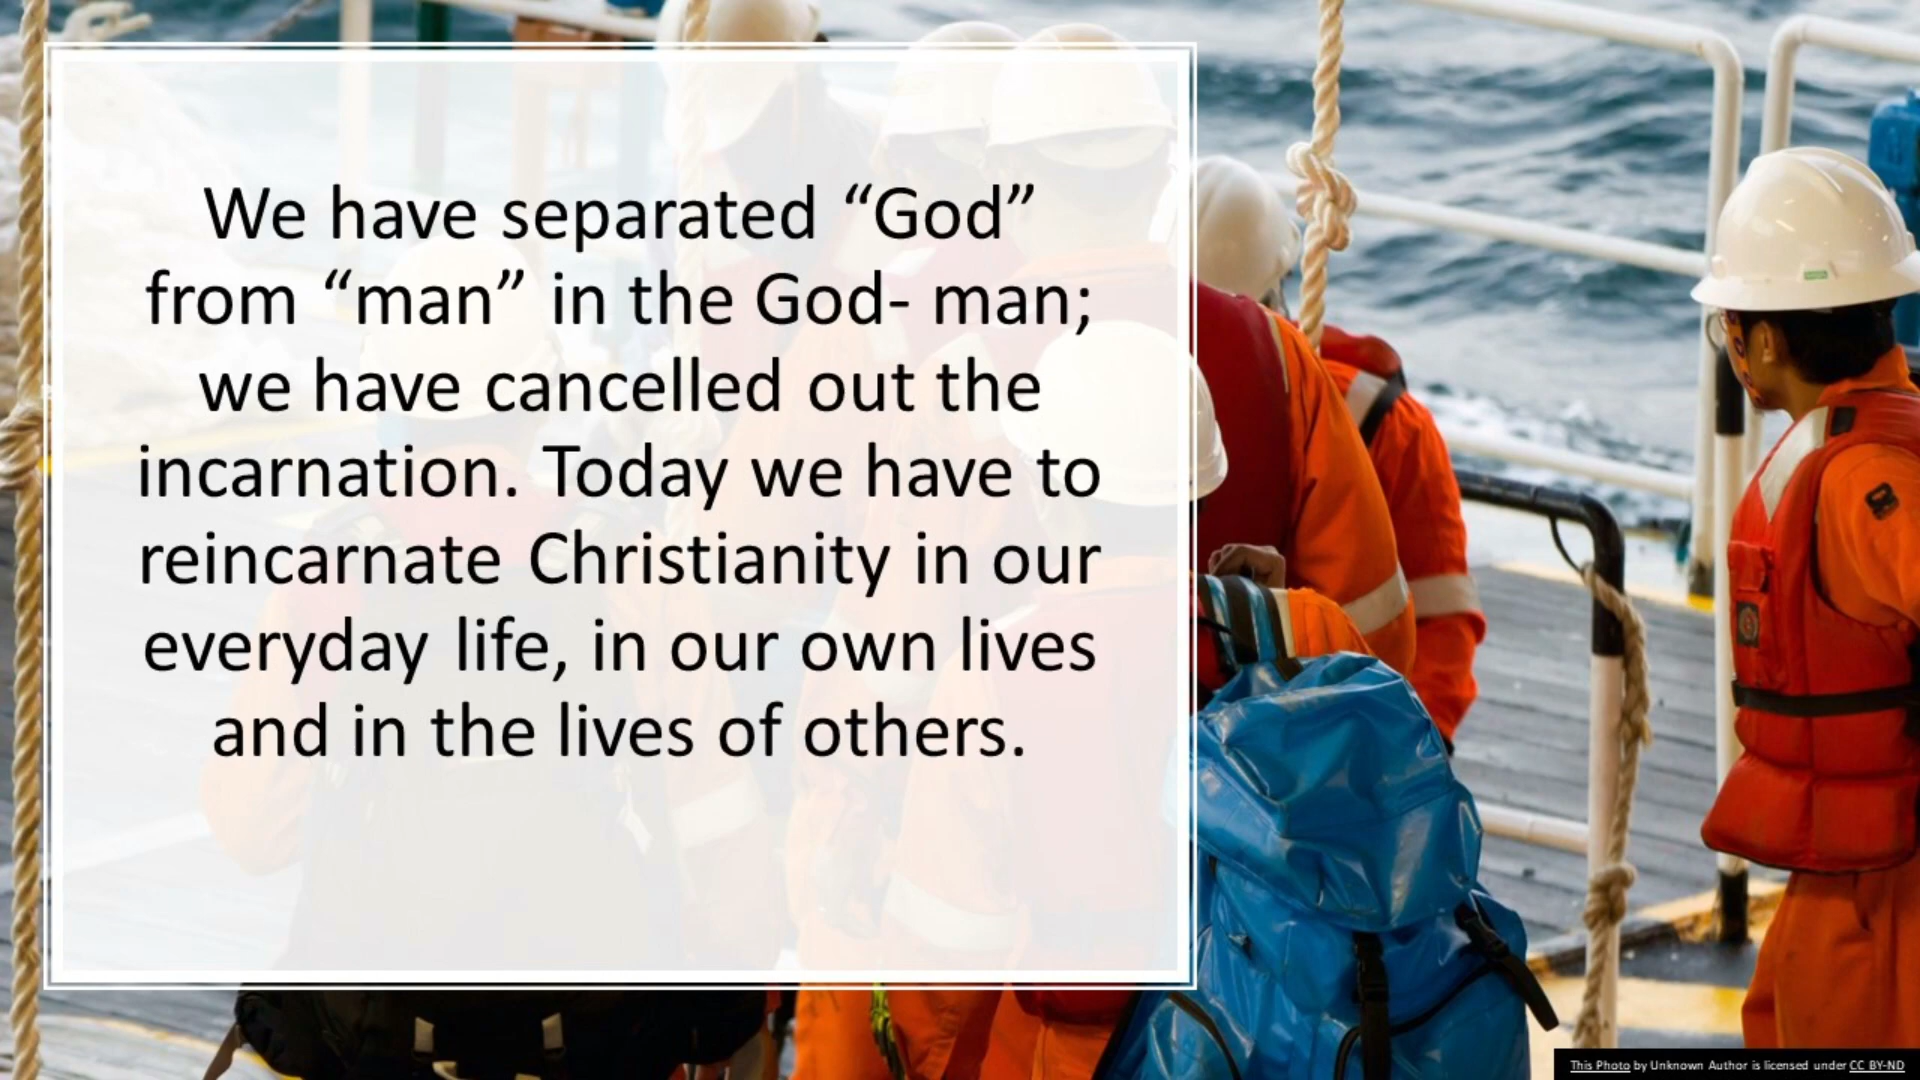 We have separated “God”
from “man” in the God- man;
we have cancelled out the
incarnation. Today we have to
reincarnate Christianity in our
everyday life, in our own lives
and in the lives of others.
This Photo by Unknown Author is licensed under CC BY-ND